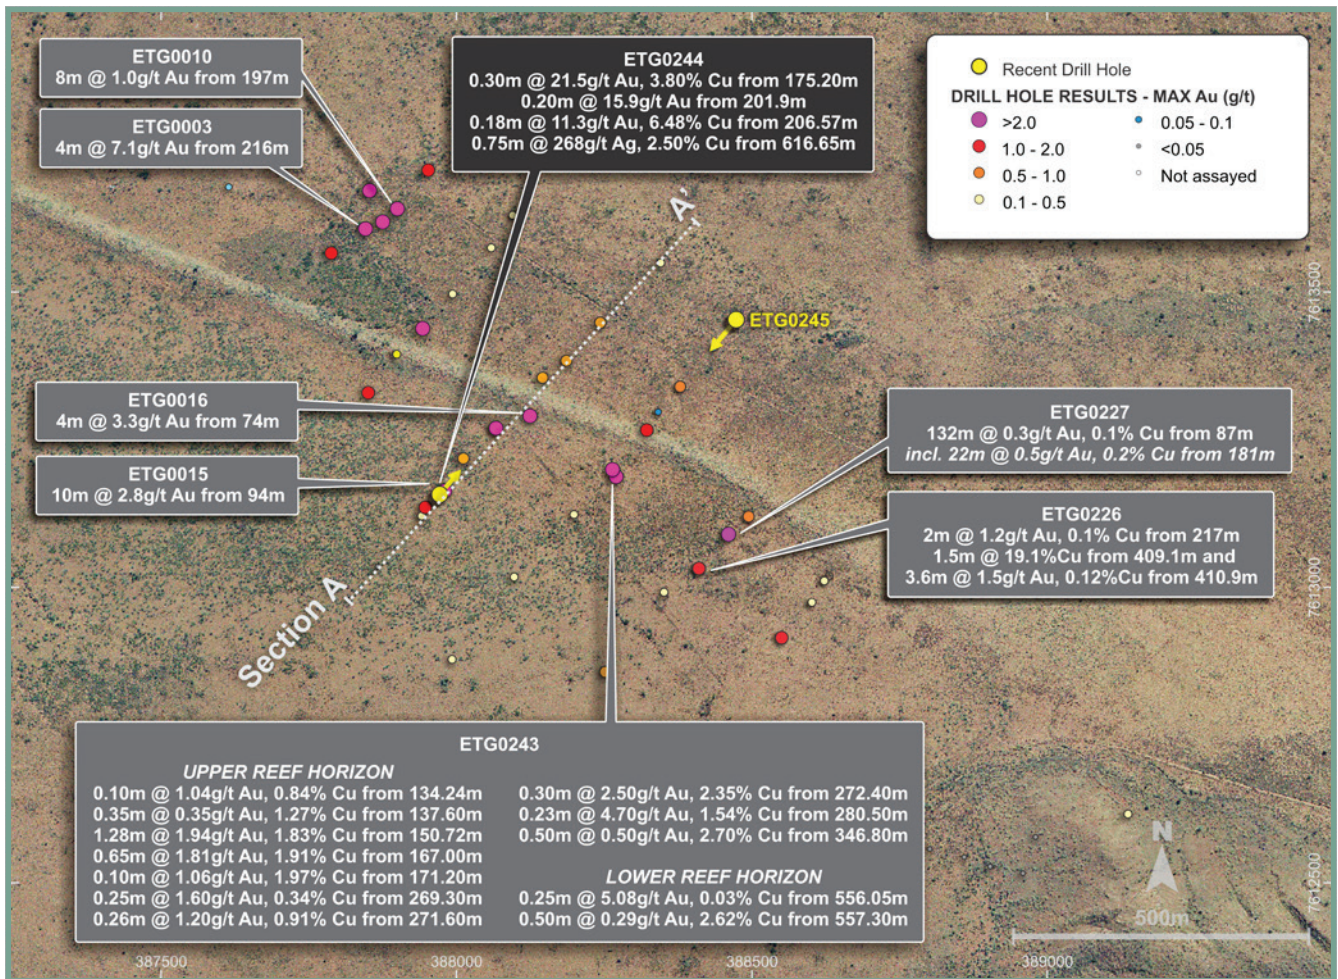 ETG0010
8m @ 1.0g/t Au from 197m
ETG0003
4m @ 7.1g/t Au from 216m
ETG0244
0.30m @ 21.5g/t Au, 3.80% Cu from 175.20m
0.20m @ 15.9g/t Au from 201.9m
0.18m @ 11.3g/t Au, 6.48% Cu from 206.57m
0.75m @ 268g/t Ag, 2.50% Cu from 616.65m
Recent Drill Hole
DRILL HOLE RESULTS - MAX Au (g/t)
>2.0
1.0 - 2.0
0.5 - 1.0
0.1 - 0.5
0.05 - 0.1
<0.05
Not assayed
A'
ETG0245
7613500
ETG0016
4m @ 3.3g/t Au from 74m
ETG0015
10m @ 2.8g/t Au from 94m
ETG0227
132m @ 0.3g/t Au, 0.1% Cu from 87m
incl. 22m @ 0.5g/t Au, 0.2% Cu from 181m
ETG0226
2m @ 1.2g/t Au, 0.1% Cu from 217m
1.5m @ 19.1%Cu from 409.1m and
3.6m @ 1.5g/t Au, 0.12%Cu from 410.9m
7613000
Section A
ETG0243
UPPER REEF HORIZON
0.10m @ 1.04g/t Au, 0.84% Cu from 134.24m
0.35m @ 0.35g/t Au, 1.27% Cu from 137.60m
1.28m @ 1.94g/t Au, 1.83% Cu from 150.72m
0.65m @ 1.81g/t Au, 1.91% Cu from 167.00m
0.10m @ 1.06g/t Au, 1.97% Cu from 171.20m
0.25m @ 1.60g/t Au, 0.34% Cu from 269.30m
0.26m @ 1.20g/t Au, 0.91% Cu from 271.60m
0.30m @ 2.50g/t Au, 2.35% Cu from 272.40m
0.23m @ 4.70g/t Au, 1.54% Cu from 280.50m
0.50m @ 0.50g/t Au, 2.70% Cu from 346.80m
LOWER REEF HORIZON
0.25m @ 5.08g/t Au, 0.03% Cu from 556.05m
0.50m @ 0.29g/t Au, 2.62% Cu from 557.30m
N
500m
7612500
387500
388000
388500
389000